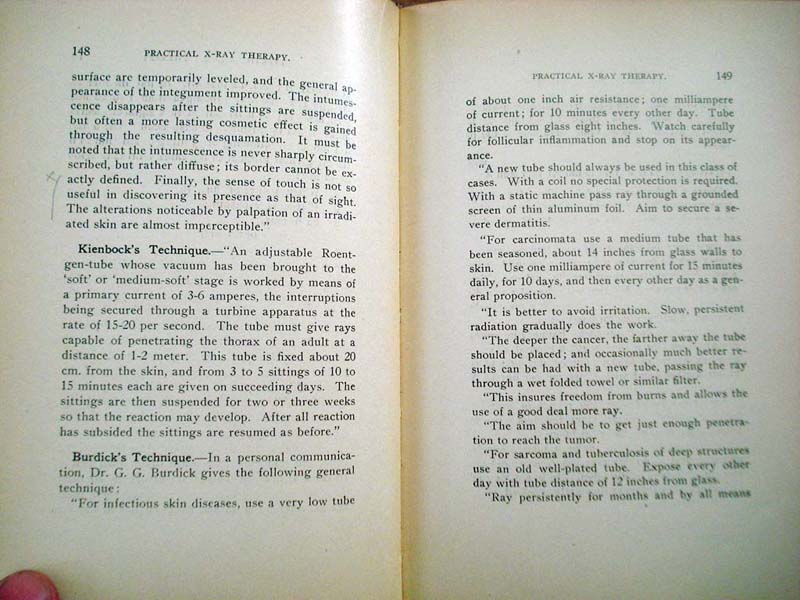 148
PRACTICAL X-RAY THERAPY.
surface are temporarily leveled, and the general ap-
pearance of the integument improved. The intumes-
cence disappears after the sittings are suspended,
but often a more lasting cosmetic effect is gained
through the resulting desquamation. It must be
noted that the intumescence is never sharply circum-
scribed, but rather diffuse; its border cannot be ex-
actly defined. Finally, the sense of touch is not so
useful in discovering its presence as that of sight.
The alterations noticeable by palpation of an irradi-
ated skin are almost imperceptible.”
Kienbock's Technique.—“An adjustable Roent-
gen-tube whose vacuum has been brought to the
‘soft’ or ‘medium-soft’ stage is worked by means of
a primary current of 3-6 amperes, the interruptions
being secured through a turbine apparatus at the
rate of 15-20 per second. The tube must give rays
capable of penetrating the thorax of an adult at a
distance of 1-2 meter. This tube is fixed about 20
cm. from the skin, and from 3 to 5 sittings of 10 to
15 minutes each are given on succeeding days. The
sittings are then suspended for two or three weeks
so that the reaction may develop. After all reaction
has subsided the sittings are resumed as before.”
Burdick's Technique.—In a personal communica-
tion, Dr. G. G. Burdick gives the following general
technique:
“For infectious skin diseases, use a very low tube
PRACTICAL X-RAY THERAPY.
149
of about one inch air resistance; one milliampere
of current; for 10 minutes every other day. Tube
distance from glass eight inches. Watch carefully
for follicular inflammation and stop on its appear-
ance.
“A new tube should always be used in this class of
cases. With a coil no special protection is required.
With a static machine pass ray through a grounded
screen of thin aluminum foil. Aim to secure a se-
vere dermatitis.
“For carcinomata use a medium tube that has
been seasoned, about 14 inches from glass walls to
skin. Use one milliampere of current for 15 minutes
daily, for 10 days, and then every other day as a gen-
eral proposition.
“It is better to avoid irritation. Slow, persistent
radiation gradually does the work.
“The deeper the cancer, the farther away the tube
should be placed; and occasionally much better re-
sults can be had with a new tube, passing the ray
through a wet folded towel or similar filter.
“This insures freedom from burns and allows the
use of a good deal more ray.
“The aim should be to get just enough penetra-
tion to reach the tumor.
“For sarcoma and tuberculosis of deep structures
use an old well-plated tube. Expose every other
day with tube distance of 12 inches from glass.
“Ray persistently for months and by all means